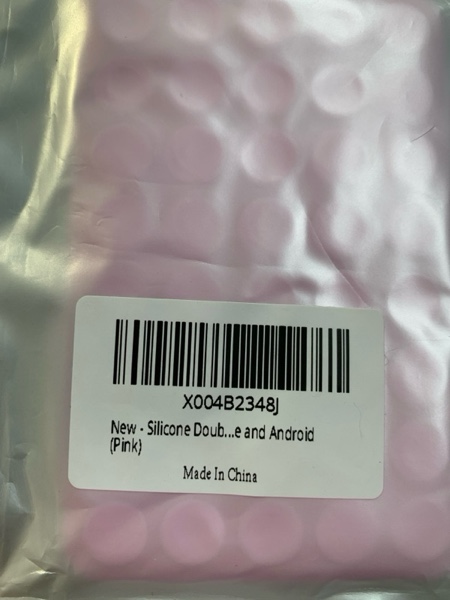 X004B2348J
New - Silicone Doub...e and Android
(Pink)
Made In China